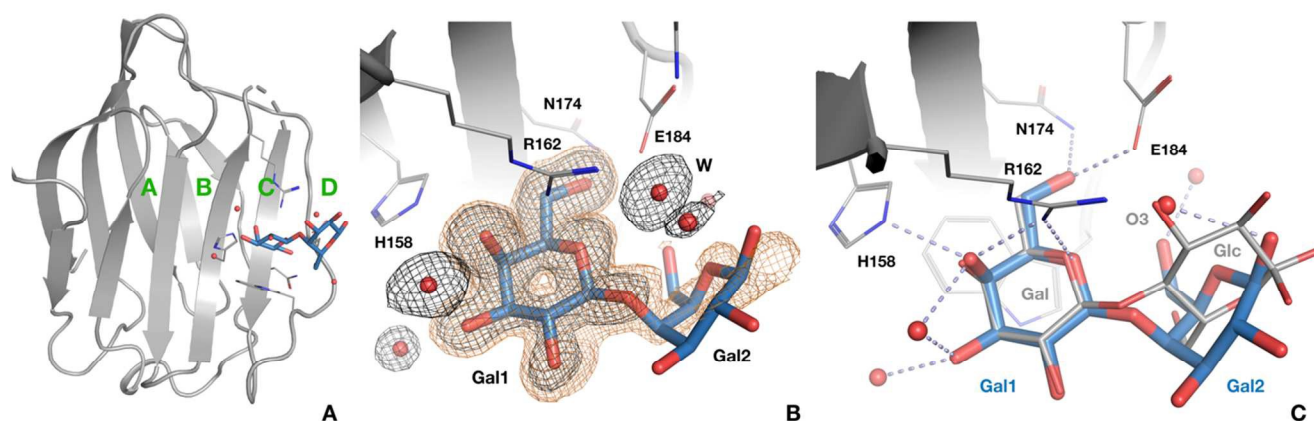 A B C D
A
N174
E184
R162
W
H158
Gal1
Gal2
B
N174
E184
R162
O3
Glc
H158
Gal
Gal1
Gal2
C